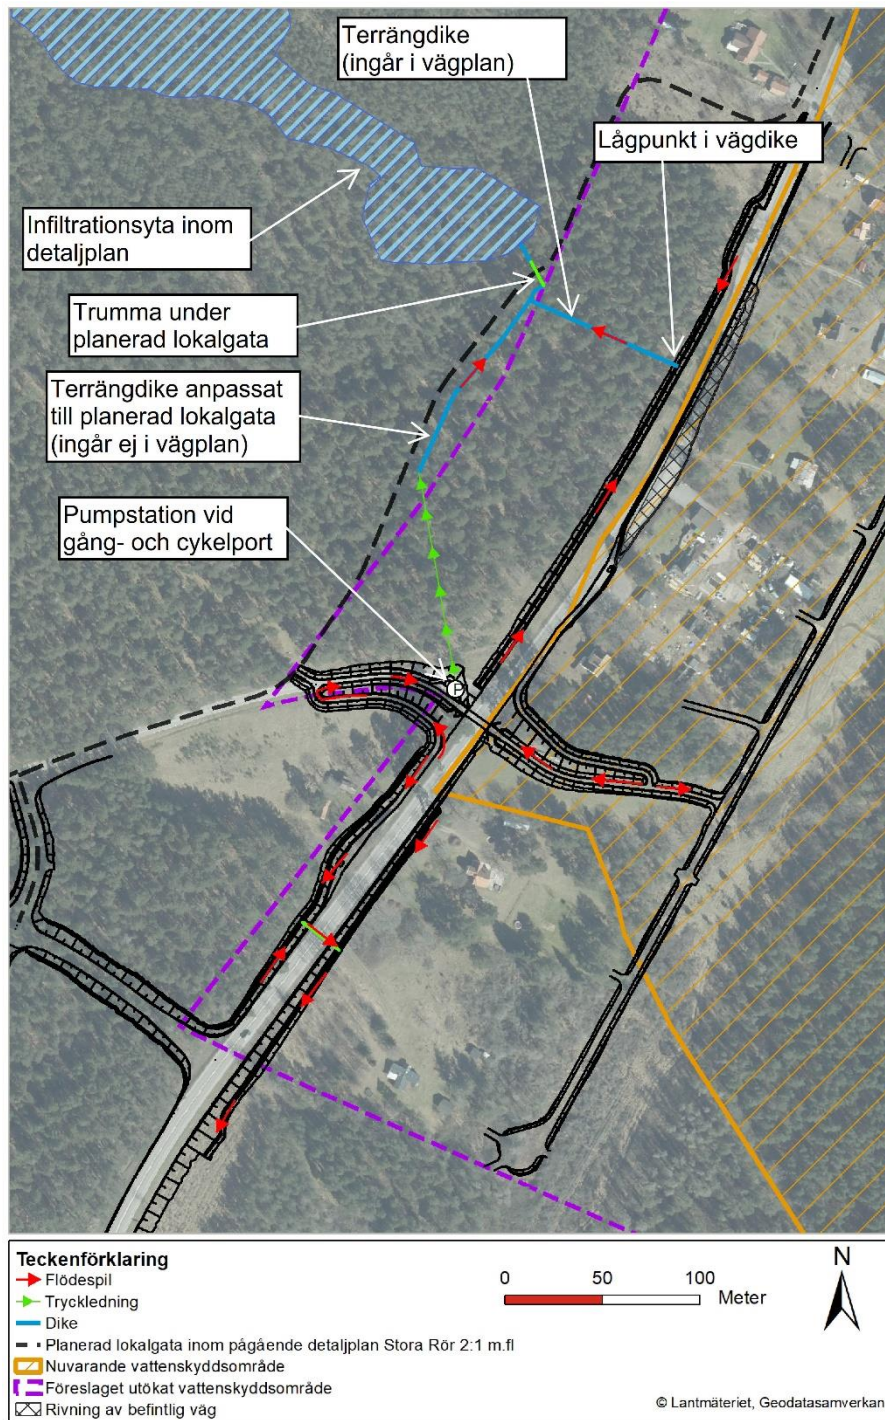 Terrängdike
(ingår i vägplan)
Lågpunkt i vägdike
Infiltrationsyta inom
detaljplan
Trumma under
planerad lokalgata
Terrängdike anpassat
till planerad lokalgata
(ingår ej i vägplan)
Pumpstation vid
gång- och cykelport
P
Teckenförklaring
Flödespil
Tryckledning
Dike
Planerad lokalgata inom pågående detaljplan Stora Rör 2:1 m.fl
Nuvarande vattenskyddsområde
Föreslaget utökat vattenskyddsområde
Rivning av befintlig väg
0 50 100
Meter
N
© Lantmäteriet, Geodatasamverkan